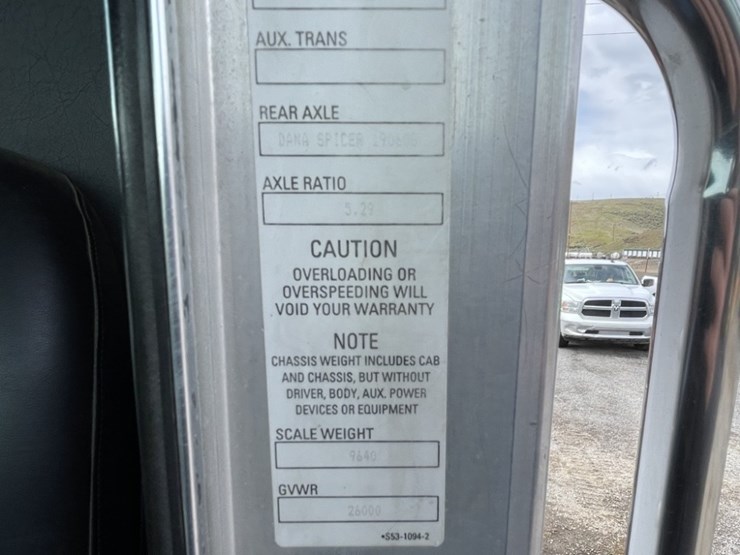 AUX. TRANS
REAR AXLE
DANA SPICER
AXLE RATIO
5.29
CAUTION
OVERLOADING OR
OVERSPEEDING WILL
VOID YOUR WARRANTY
NOTE
CHASSIS WEIGHT INCLUDES CAB
AND CHASSIS, BUT WITHOUT
DRIVER, BODY, AUX. POWER
DEVICES OR EQUIPMENT
SCALE WEIGHT
9640
GVWR
26000
◂S53-1094-2